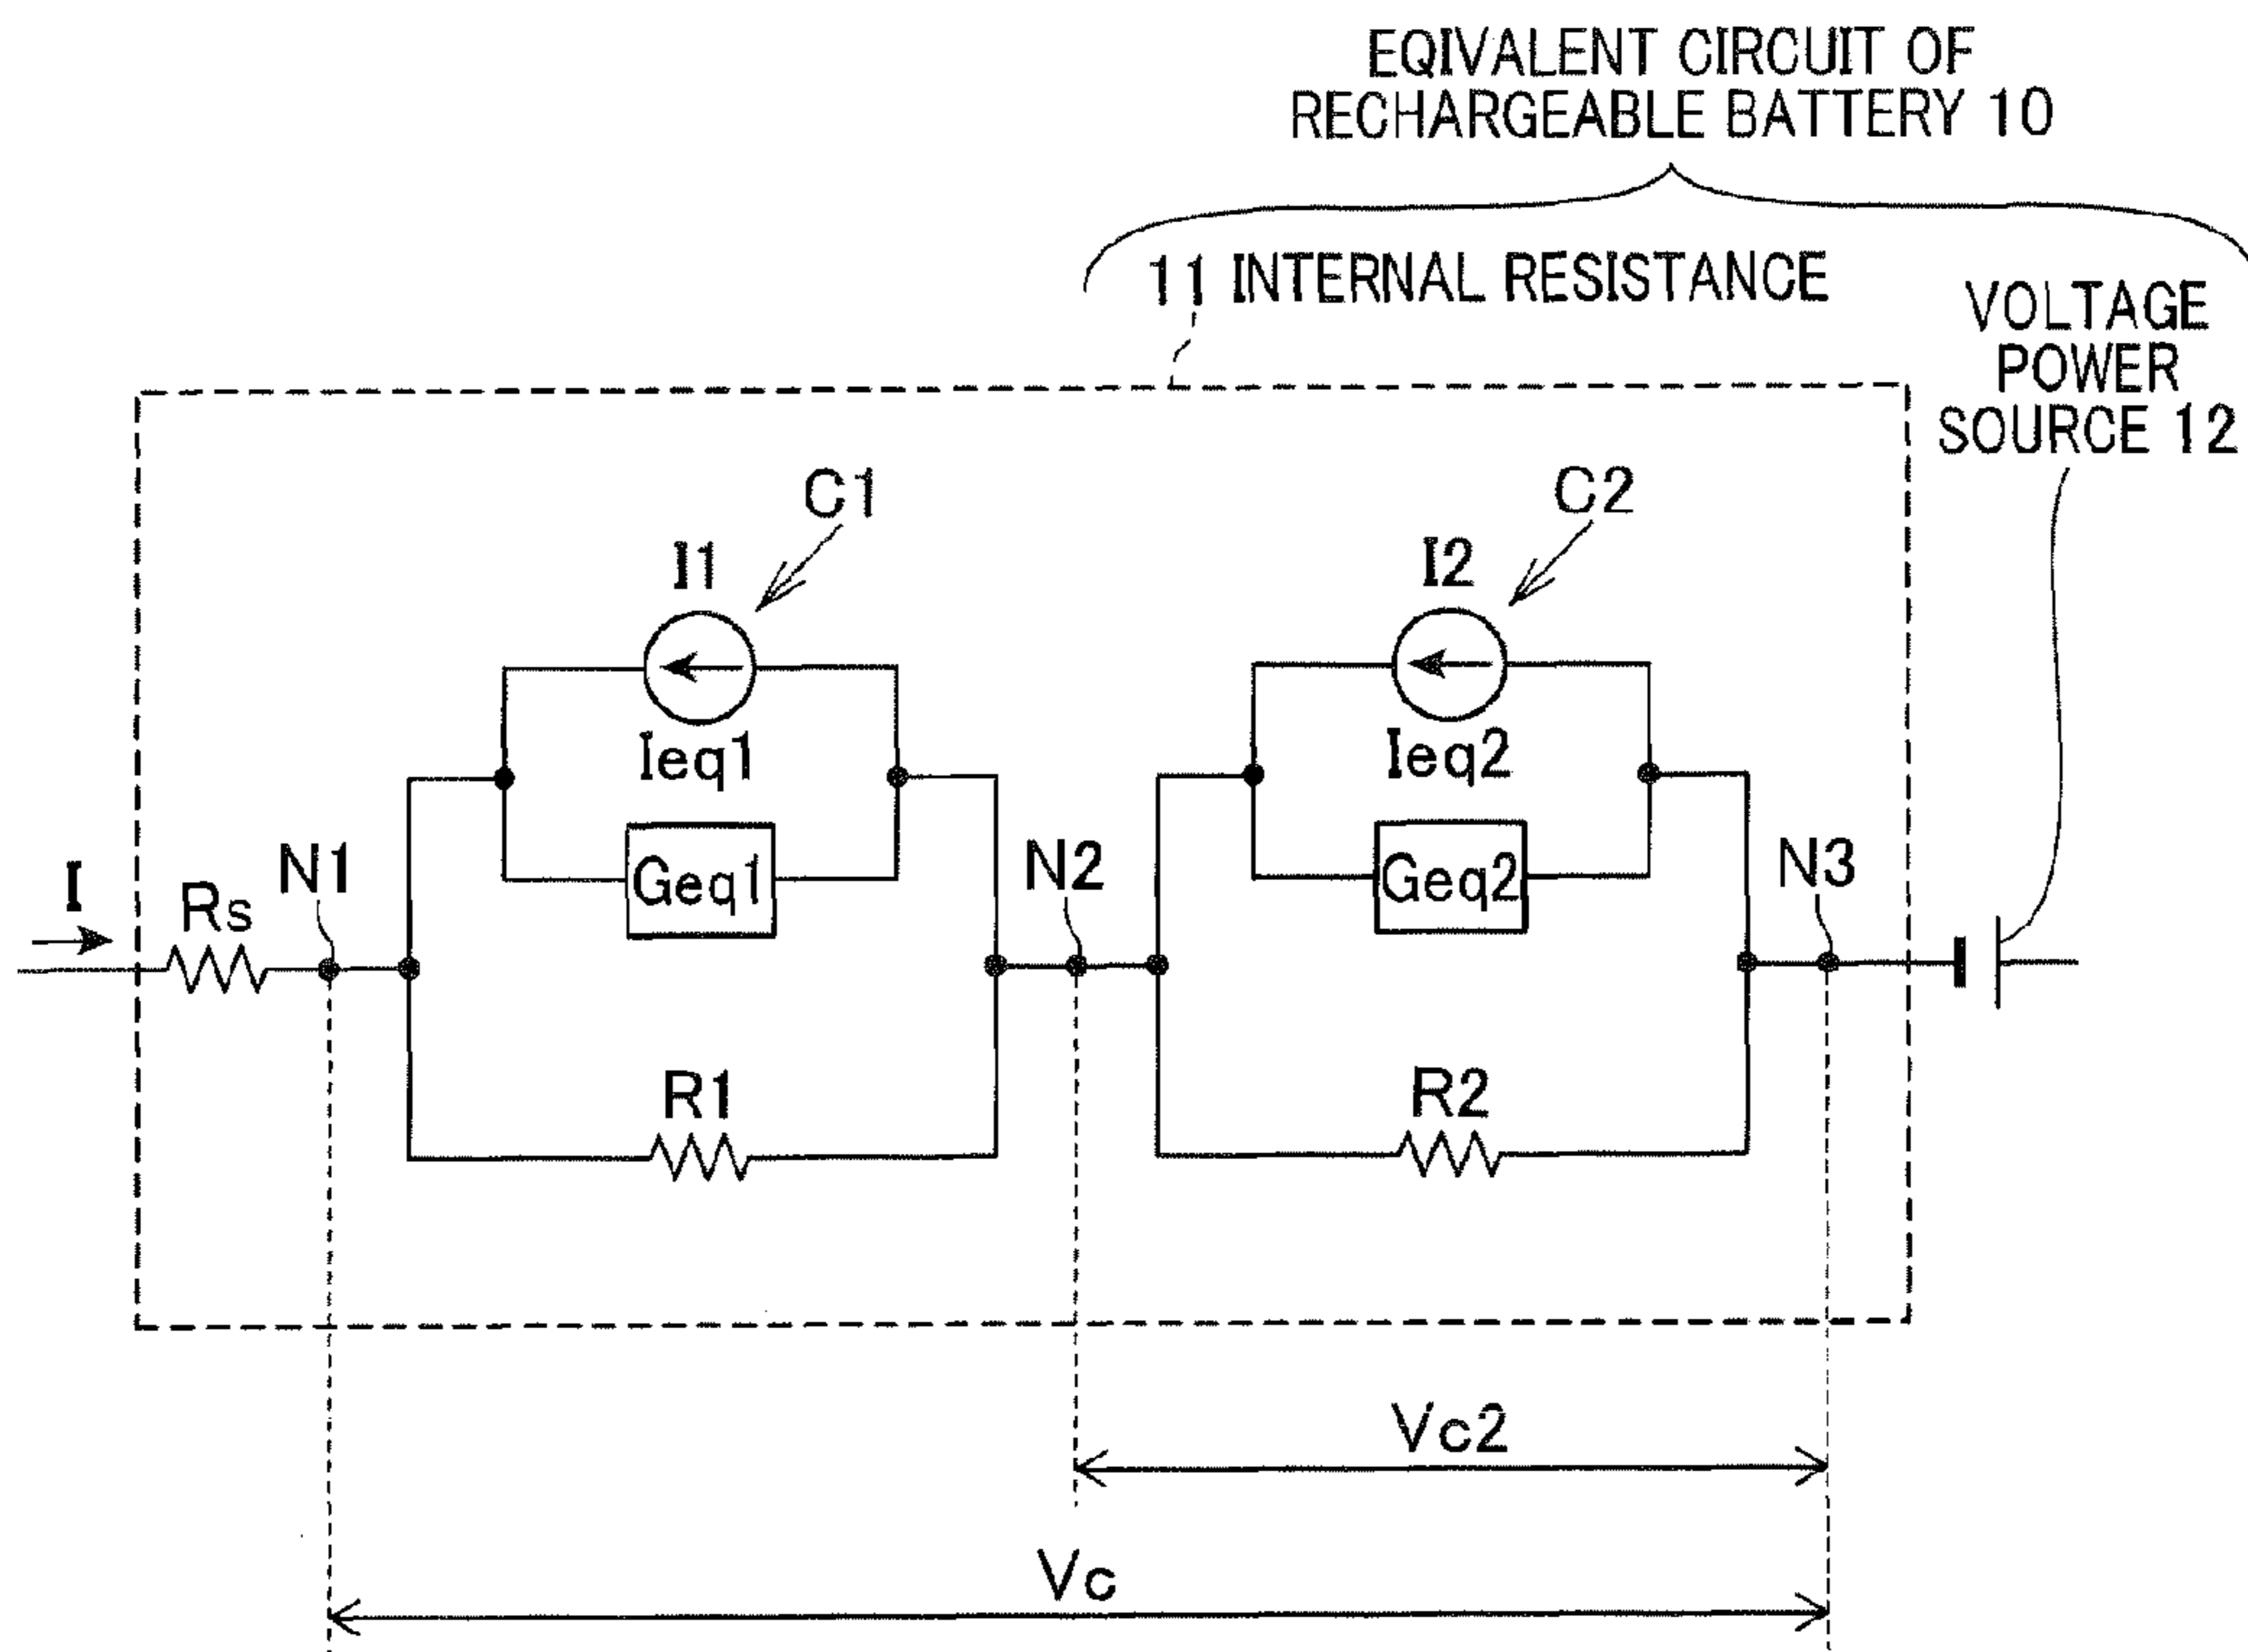 EQIVALENT CIRCUIT OF
RECHARGEABLE BATTERY 10
11 INTERNAL RESISTANCE
VOLTAGE
POWER
SOURCE 12
C1
C2
I1
I2
Ieq1
Ieq2
Geq1
Geq2
I
Rs
N1
N2
N3
R1
R2
Vc2
Vc